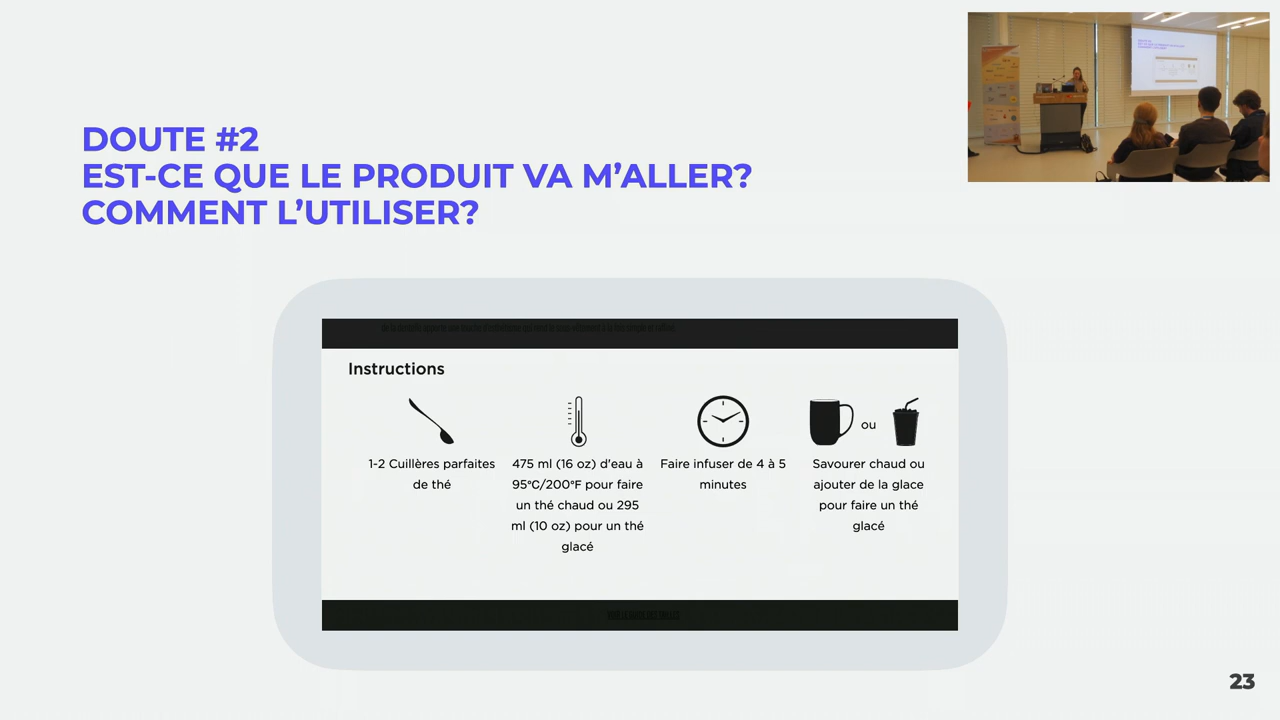 DOUTE #2
EST-CE QUE LE PRODUIT VA M'ALLER?
COMMENT L'UTILISER?
Instructions
1-2 Cuillères parfaites
de thé
475 ml (16 oz) d'eau à
95°C/200°F pour faire
un thé chaud ou 295
ml (10 oz) pour un thé
glacé
Faire infuser de 4 à 5
minutes
ou
Savourer chaud ou
ajouter de la glace
pour faire un thé
glacé
23